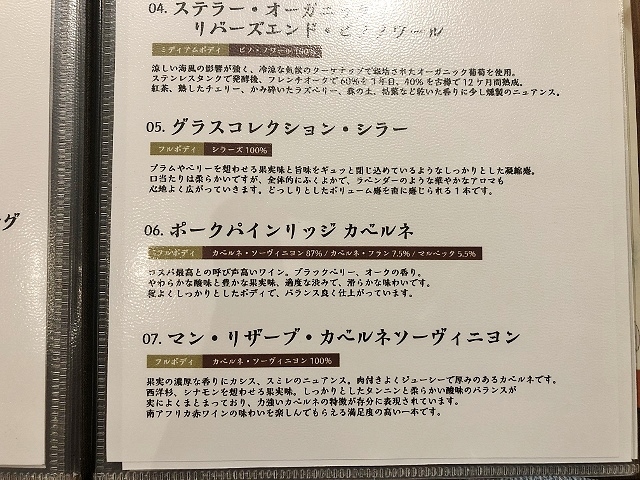 04. ステラー・オーガニック
リバーズエンド・ピノノワール
ミディアムボディ ピノ・ノワール 100%
涼しい海風の影響が強く、冷涼な気候のクーケナップで栽培されたオーガニック葡萄を使用。
ステンレスタンクで発酵後、フレンチオークで60%を1年目、40%を古樽で12ヶ月間熟成。
紅茶、熟したチェリー、かみ砕いたラズベリー、森の土、枯葉など乾いた香りに少し燻製のニュアンス。
05. グラスコレクション・シラー
フルボディ シラーズ 100%
プラムやベリーを想わせる果実味と旨味をギュッと閉じ込めているようなしっかりとした凝縮感。
口当たりは柔らかいですが、全体的にふくよかで、ラベンダーのような華やかなアロマも
心地よく広がっていきます。どっしりとしたボリューム感を直に感じられる1本です。
06. ポークパインリッジ カベルネ
フルボディ カベルネ・ソーヴィニヨン 87% / カベルネ・フラン 7.5% / マルベック 5.5%
コスパ最高との呼び声高いワイン。ブラックベリー、オークの香り。
やわらかな酸味と豊かな果実味、適度な渋みで、滑らかな味わいです。
程よくしっかりとしたボディで、バランス良く仕上がっています。
07. マン・リザーブ・カベルネソーヴィニヨン
フルボディ カベルネ・ソーヴィニヨン 100%
果実の濃厚な香りにカシス、スミレのニュアンス。肉付きよくジューシーで厚みのあるカベルネです。
西洋杉、シナモンを想わせる果実味。しっかりとしたタンニンと柔らかい酸味のバランスが
実によくまとまっており、力強いカベルネの特徴が存分に表現されています。
南アフリカ赤ワインの味わいを楽しんでもらえる満足度の高い一本です。
グ